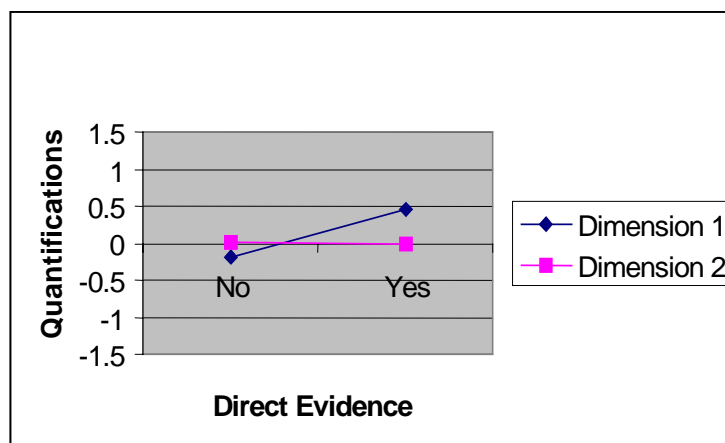 Quantifications
1.5
1
0.5
0
-0.5
-1
-1.5
No
Yes
Direct Evidence
Dimension 1
Dimension 2